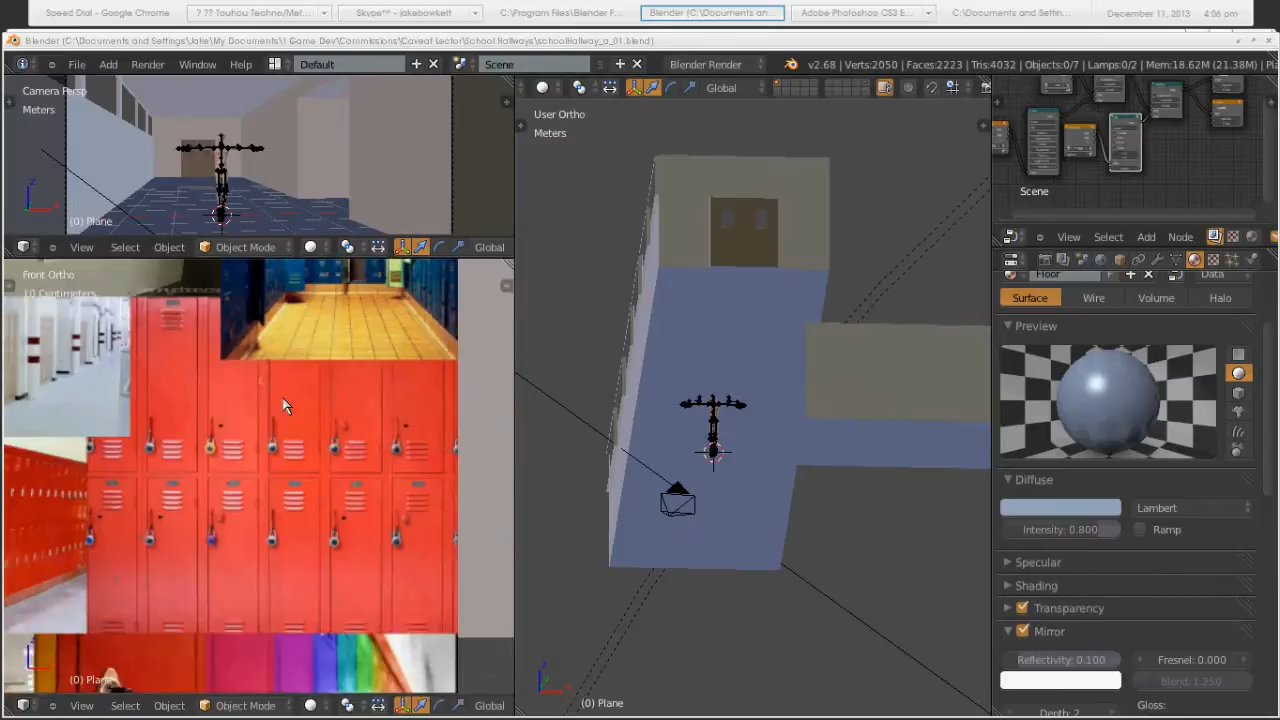 Speed Dial - Google Chrome
? ?? Touhou Techno/Met...
Skype™ - jakebowkett
C:\Program Files\Blender F...
Blender (C:\Documents an...
Adobe Photoshop CS3 E...
C:\Documents and Settin...
December 11, 2013
4:06 pm
Blender (C:\Documents and Settings\Jake\My Documents\1 Game Dev\Commissions\Caveat Lector\School Hallways\schoolHallway_a_01.blend)
File Add Render Window Help
Default
Scene
5
Blender Render
v2.68 | Verts:2050 | Faces:2223 | Tris:4032 | Objects:0/7 | Lamps:0/2 | Mem:18.62M (21.38M) | Pla
Camera Persp
Meters
(0) Plane
View Select Object Object Mode Global
Front Ortho
10 Centimeters
(0) Plane
View Select Object Object Mode Global
Global
User Ortho
Meters
(0) Plane
Scene
View Select Add Node
Floor F Data
Surface Wire Volume Halo
Preview
Diffuse
Lambert
Intensity: 0.800 Ramp
Specular
Shading
Transparency
Mirror
Reflectivity: 0.100 Fresnel: 0.000
Blend: 1.250
Depth: 2 Gloss: